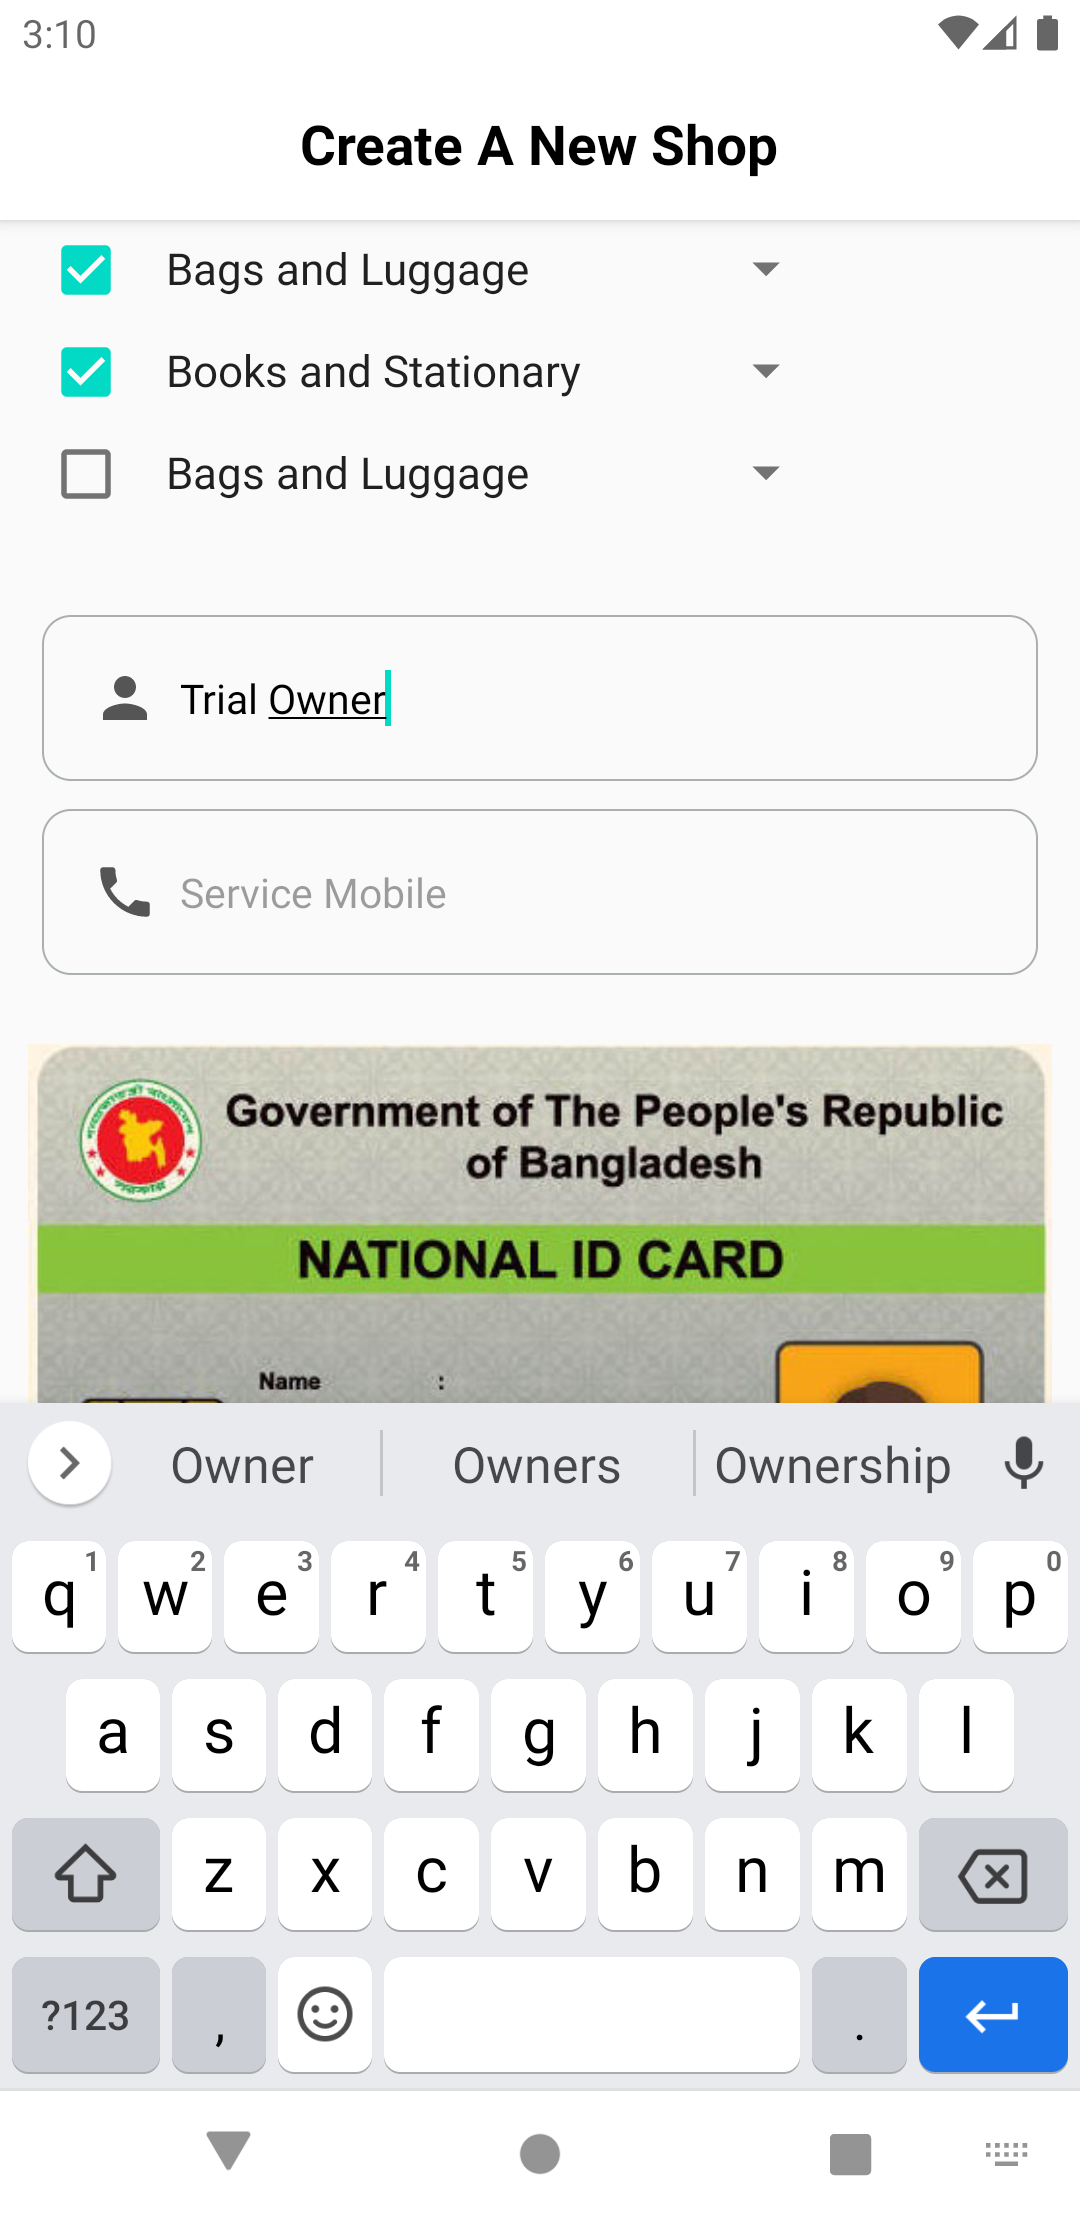 3:10
Create A New Shop
Bags and Luggage
Books and Stationary
Bags and Luggage
Trial Owner
Service Mobile
Government of The People's Republic
of Bangladesh
NATIONAL ID CARD
Name :
Owner Owners Ownership
q 1 w 2 e 3 r 4 t 5 y 6 u 7 i 8 o 9 p 0
a s d f g h j k l
z x c v b n m
?123 , .